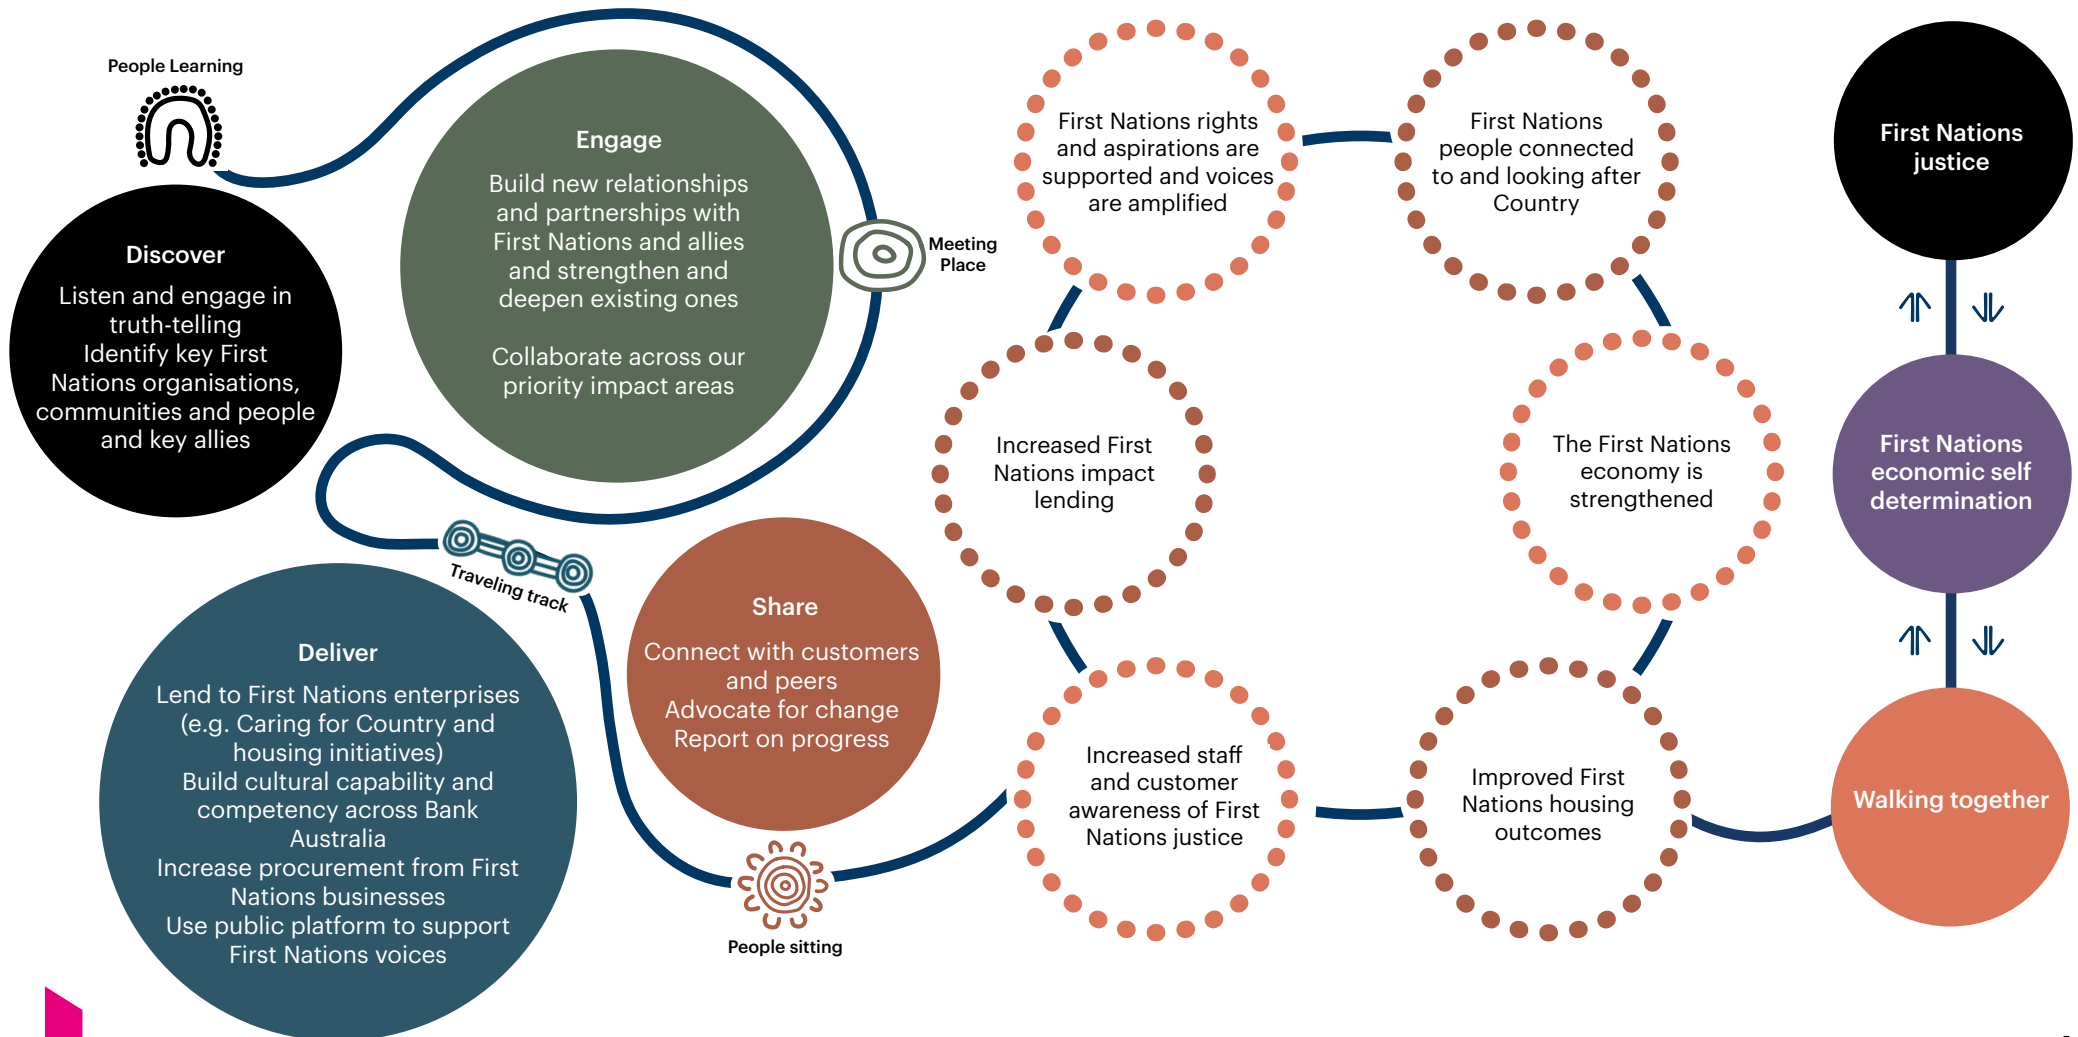 People Learning
Discover
Listen and engage in
truth-telling
Identify key First
Nations organisations,
communities and people
and key allies
Engage
Build new relationships
and partnerships with
First Nations and allies
and strengthen and
deepen existing ones
Collaborate across our
priority impact areas
Meeting
Place
Traveling track
Deliver
Lend to First Nations enterprises
(e.g. Caring for Country and
housing initiatives)
Build cultural capability and
competency across Bank
Australia
Increase procurement from First
Nations businesses
Use public platform to support
First Nations voices
Share
Connect with customers
and peers
Advocate for change
Report on progress
People sitting
First Nations rights
and aspirations are
supported and voices
are amplified
First Nations
people connected
to and looking after
Country
Increased First
Nations impact
lending
The First Nations
economy is
strengthened
Increased staff
and customer
awareness of First
Nations justice
Improved First
Nations housing
outcomes
First Nations
justice
First Nations
economic self
determination
Walking together